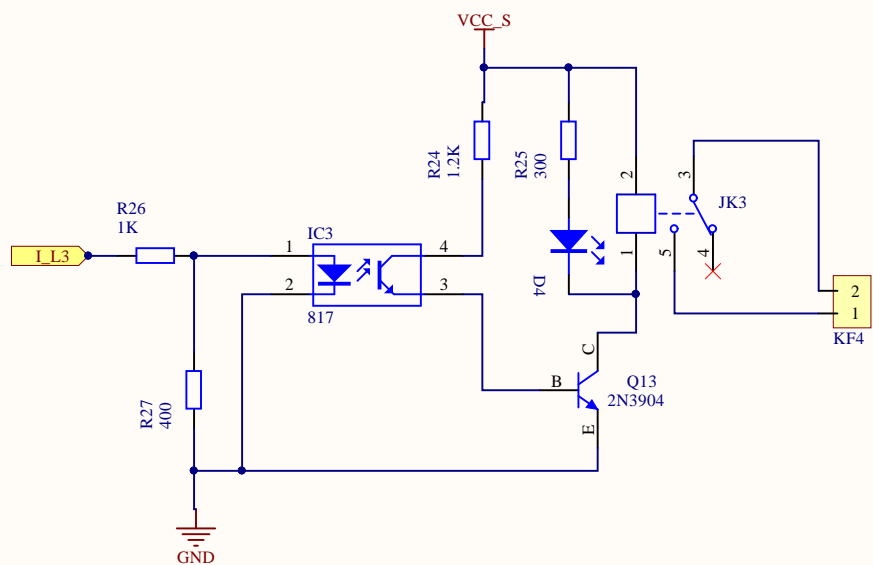 VCC_S
R24
1.2K
R25
300
2
3
JK3
R26
1K
I_L3
IC3
1
4
2
3
817
1
5
4
D4
2
1
KF4
R27
400
B
C
E
Q13
2N3904
GND